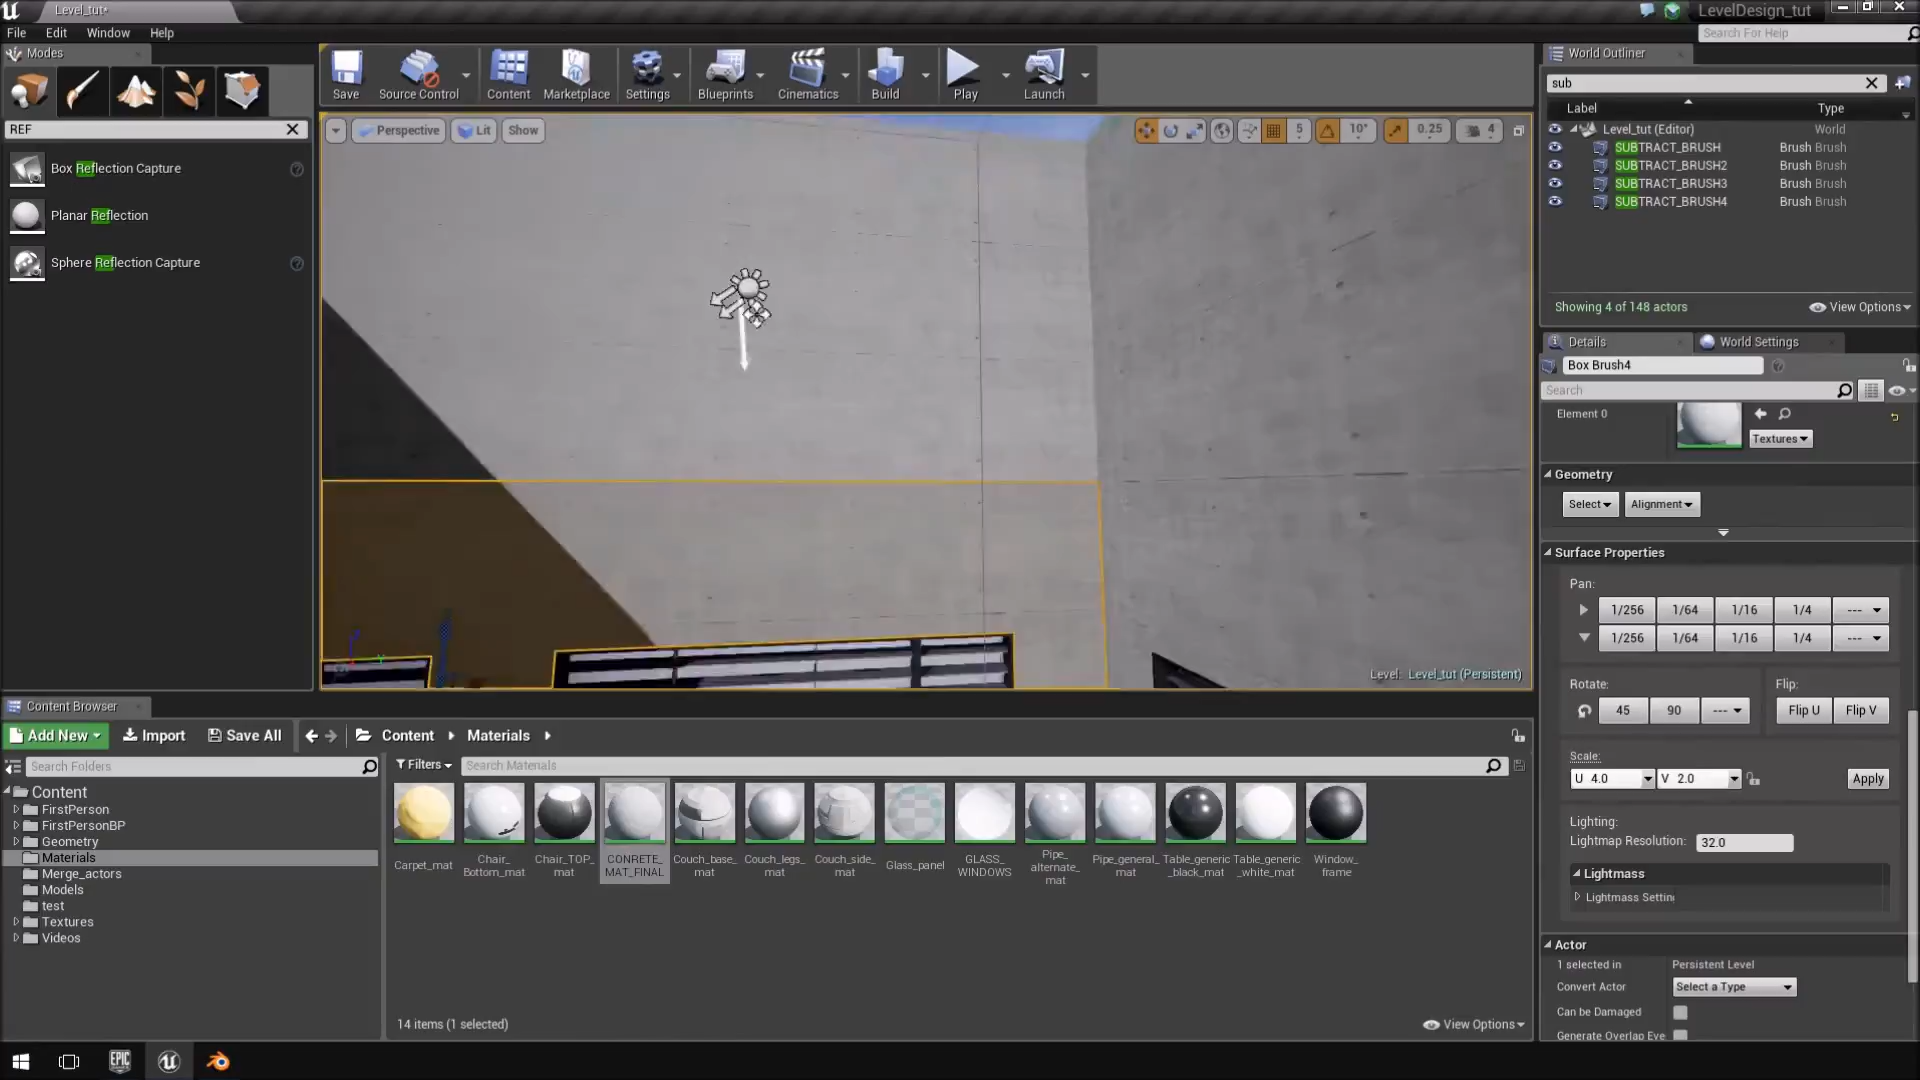 Level_tut*
LevelDesign_tut
File Edit Window Help
Search For Help
Modes
REF
Box Reflection Capture
Planar Reflection
Sphere Reflection Capture
Save
Source Control
Content
Marketplace
Settings
Blueprints
Cinematics
Build
Play
Launch
Perspective
Lit
Show
5
10°
0.25
4
Level: Level_tut (Persistent)
World Outliner
sub
Label Type
Level_tut (Editor) World
SUBTRACT_BRUSH Brush Brush
SUBTRACT_BRUSH2 Brush Brush
SUBTRACT_BRUSH3 Brush Brush
SUBTRACT_BRUSH4 Brush Brush
Showing 4 of 148 actors
View Options
Details
World Settings
Box Brush4
Search
Element 0
Textures
Geometry
Select
Alignment
Surface Properties
Pan:
1/256 1/64 1/16 1/4 ---
1/256 1/64 1/16 1/4 ---
Rotate: Flip:
45 90 --- Flip U Flip V
Scale:
U 4.0 V 2.0 Apply
Lighting:
Lightmap Resolution: 32.0
Lightmass
Lightmass Settin
Actor
1 selected in Persistent Level
Convert Actor Select a Type
Can be Damaged
Generate Overlap Eve
Content Browser
Add New Import Save All Content Materials
Search Folders
Filters Search Materials
Content
FirstPerson
FirstPersonBP
Geometry
Materials
Merge_actors
Models
test
Textures
Videos
Carpet_mat
Chair_
Bottom_mat
Chair_TOP_
mat
CONRETE_
MAT_FINAL
Couch_base_
mat
Couch_legs_
mat
Couch_side_
mat
Glass_panel
GLASS_
WINDOWS
Pipe_
alternate_
mat
Pipe_general_
mat
Table_generic
_black_mat
Table_generic
_white_mat
Window_
frame
14 items (1 selected)
View Options
EPIC